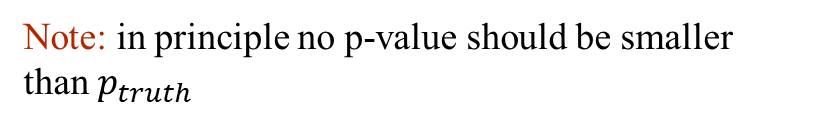 Note: in principle no p-value should be smaller
than p_truth